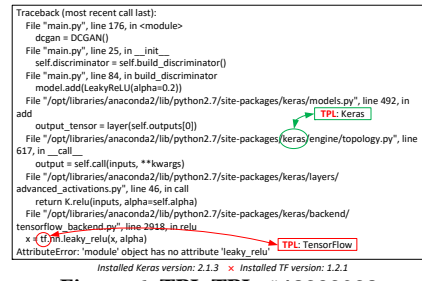 Traceback (most recent call last):
File "main.py", line 176, in <module>
dcgan = DCGAN()
File "main.py", line 25, in __init__
self.discriminator = self.build_discriminator()
File "main.py", line 84, in build_discriminator
model.add(LeakyReLU(alpha=0.2))
File "/opt/libraries/anaconda2/lib/python2.7/site-packages/keras/models.py", line 492, in
add
TPL: Keras
output_tensor = layer(self.outputs[0])
File "/opt/libraries/anaconda2/lib/python2.7/site-packages/keras/engine/topology.py", line
617, in __call__
output = self.call(inputs, **kwargs)
File "/opt/libraries/anaconda2/lib/python2.7/site-packages/keras/layers/
advanced_activations.py", line 46, in call
return K.relu(inputs, alpha=self.alpha)
File "/opt/libraries/anaconda2/lib/python2.7/site-packages/keras/backend/
tensorflow_backend.py", line 2918, in relu
x = tf.nn.leaky_relu(x, alpha)
TPL: TensorFlow
AttributeError: 'module' object has no attribute 'leaky_relu'
Installed Keras version: 2.1.3 × Installed TF version: 1.2.1